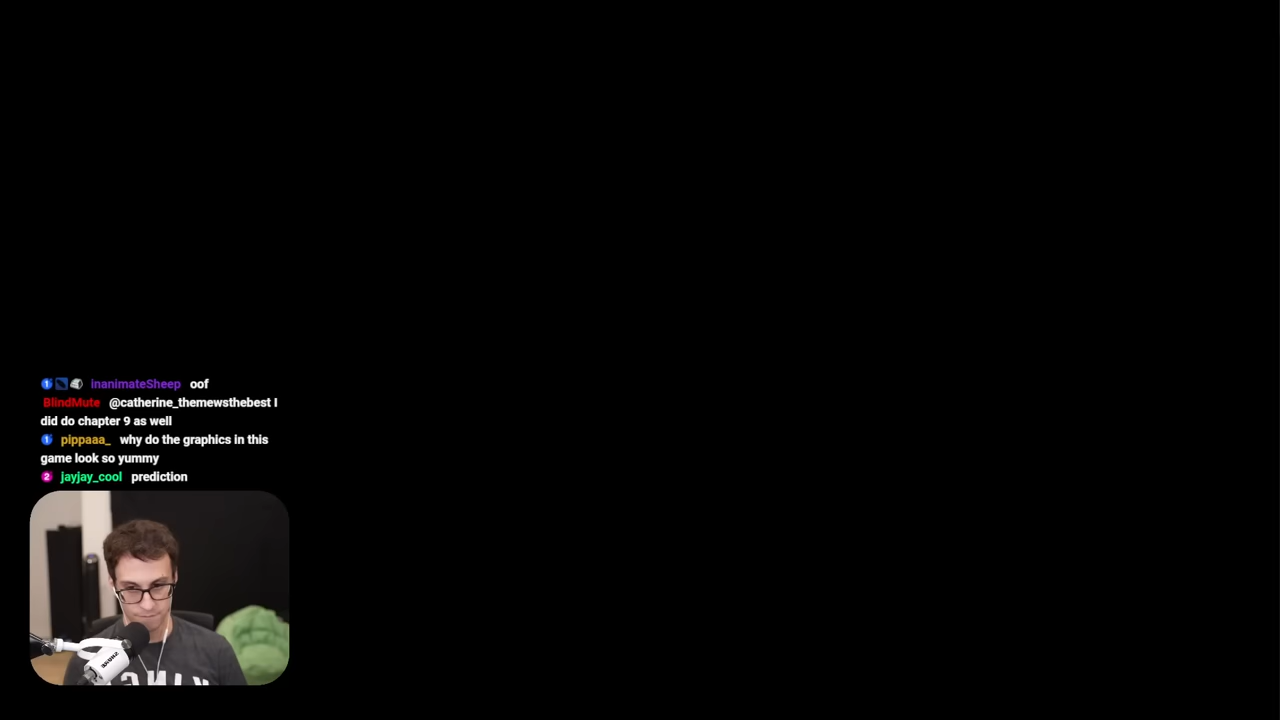 inanimateSheep oof
BlindMute @catherine_themewsthebest I
did do chapter 9 as well
pippaaa_ why do the graphics in this
game look so yummy
jayjay_cool prediction